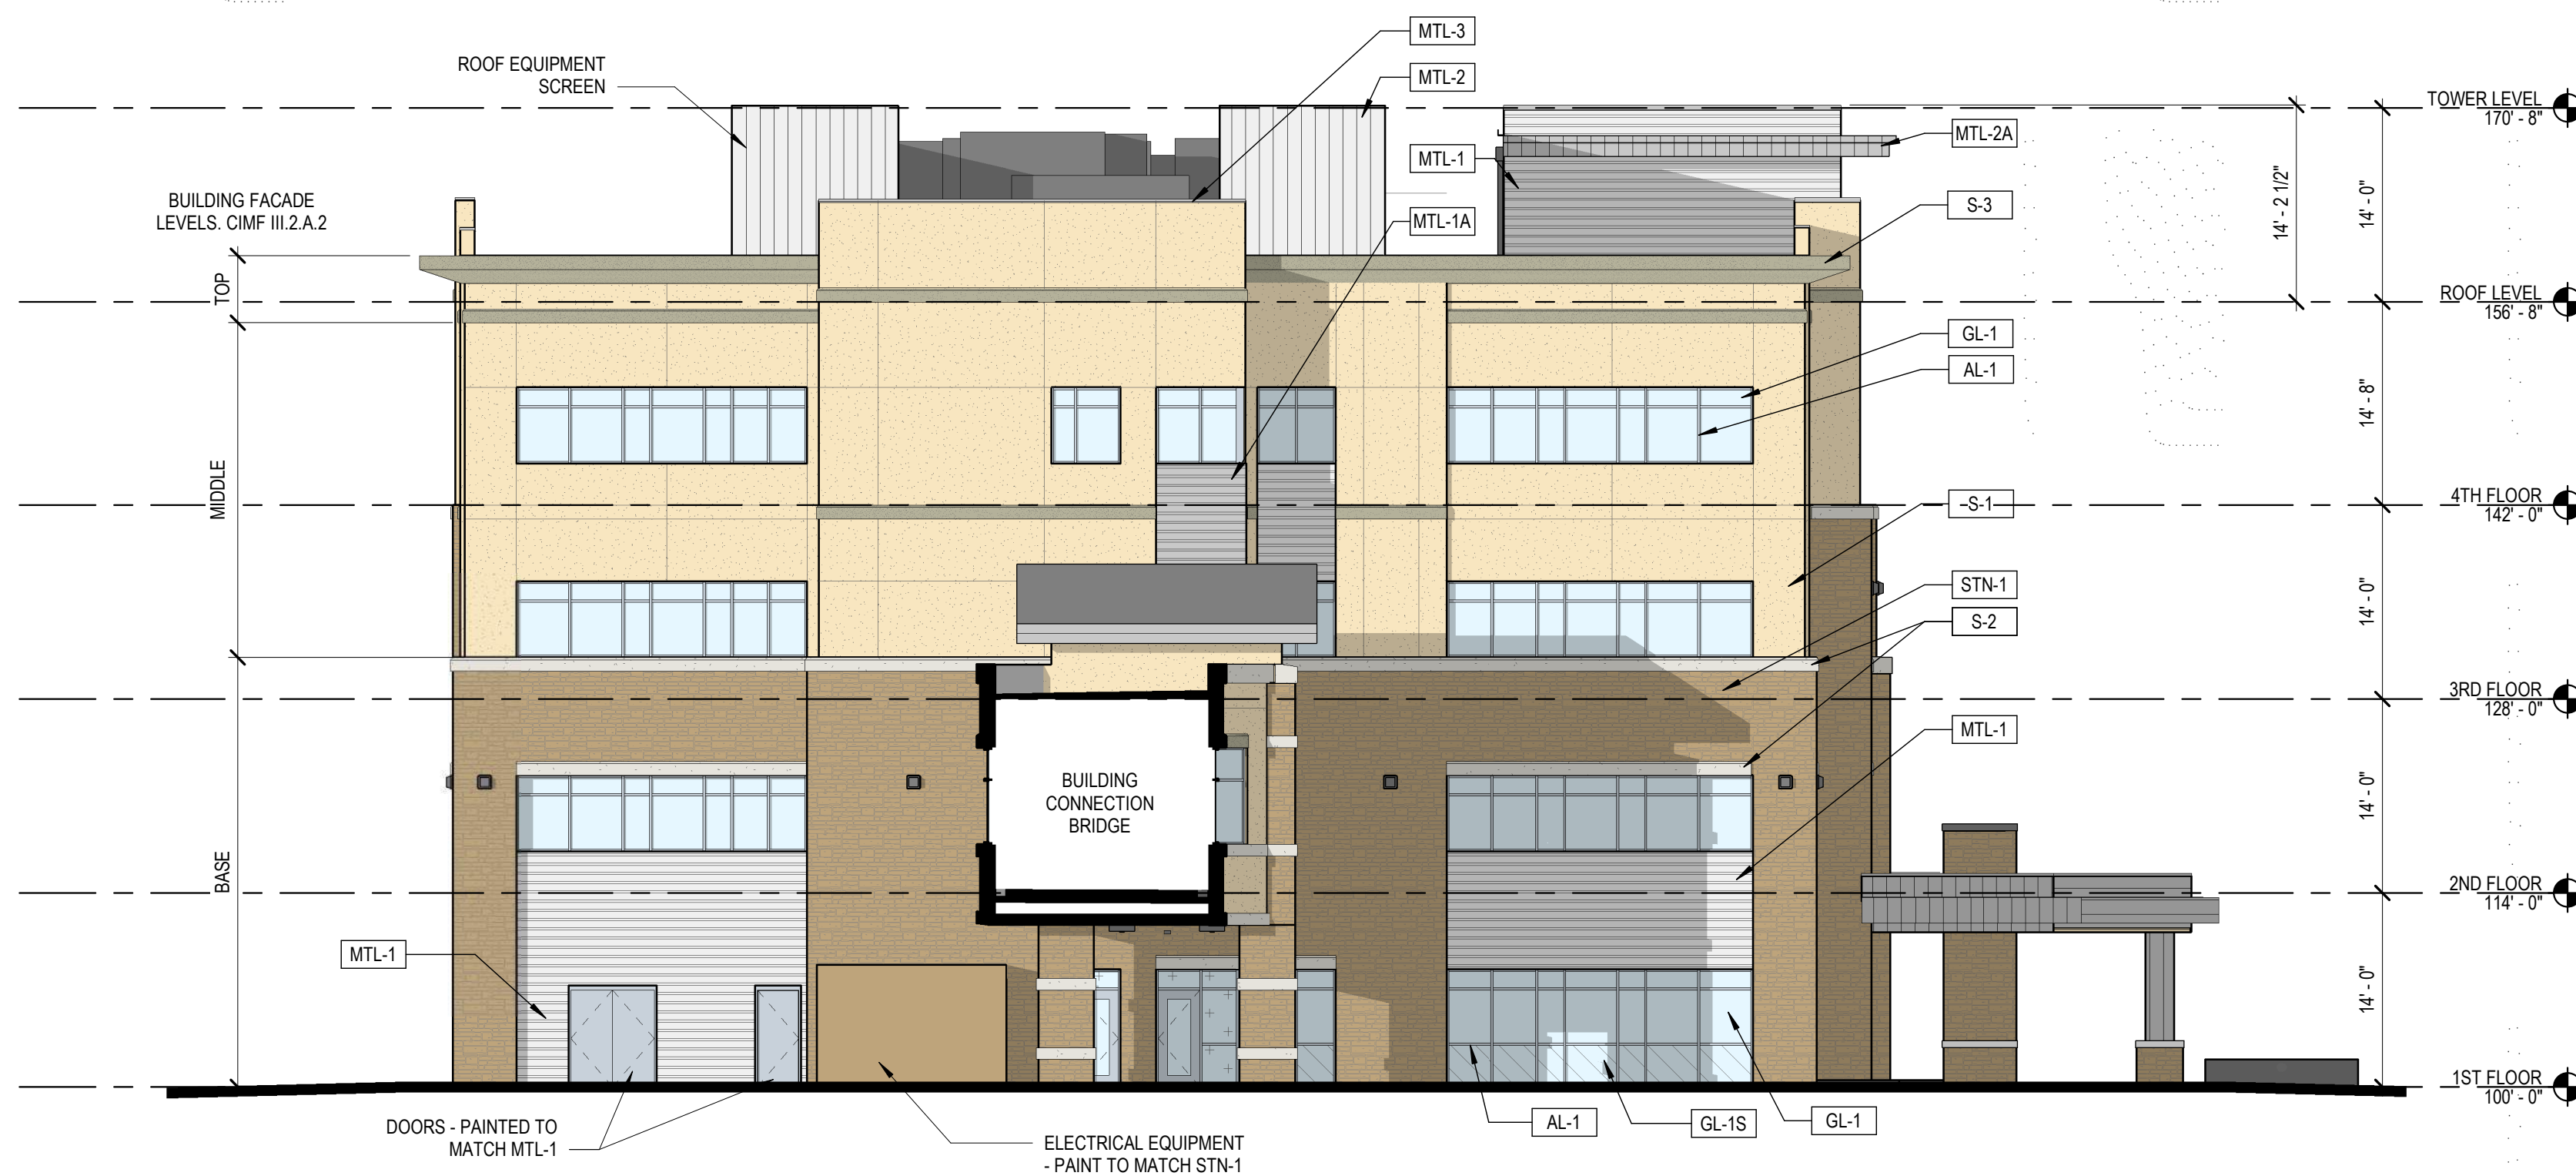 MTL-3
ROOF EQUIPMENT
SCREEN
MTL-2
TOWER LEVEL
170' - 8"
MTL-2A
MTL-1
14' - 2 1/2"
14' - 0"
BUILDING FACADE
LEVELS. CIMF III.2.A.2
MTL-1A
S-3
TOP
ROOF LEVEL
156' - 8"
GL-1
AL-1
14' - 8"
MIDDLE
4TH FLOOR
142' - 0"
S-1
STN-1
S-2
14' - 0"
3RD FLOOR
128' - 0"
MTL-1
BUILDING
CONNECTION
BRIDGE
14' - 0"
BASE
2ND FLOOR
114' - 0"
MTL-1
14' - 0"
1ST FLOOR
100' - 0"
DOORS - PAINTED TO
MATCH MTL-1
ELECTRICAL EQUIPMENT
- PAINT TO MATCH STN-1
AL-1
GL-1S
GL-1